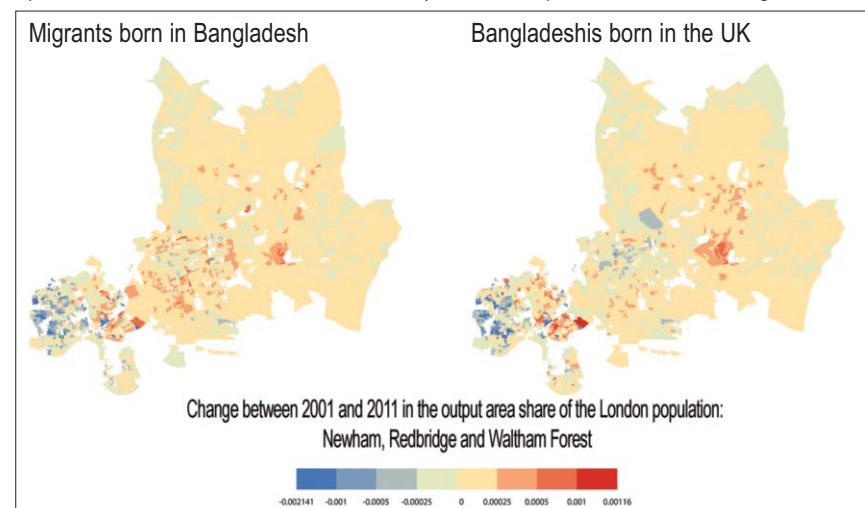 Migrants born in Bangladesh
Bangladeshis born in the UK
Change between 2001 and 2011 in the output area share of the London population:
Newham, Redbridge and Waltham Forest
-0.002141 -0.001 -0.0005 -0.00025 0 0.00025 0.0005 0.001 0.00116